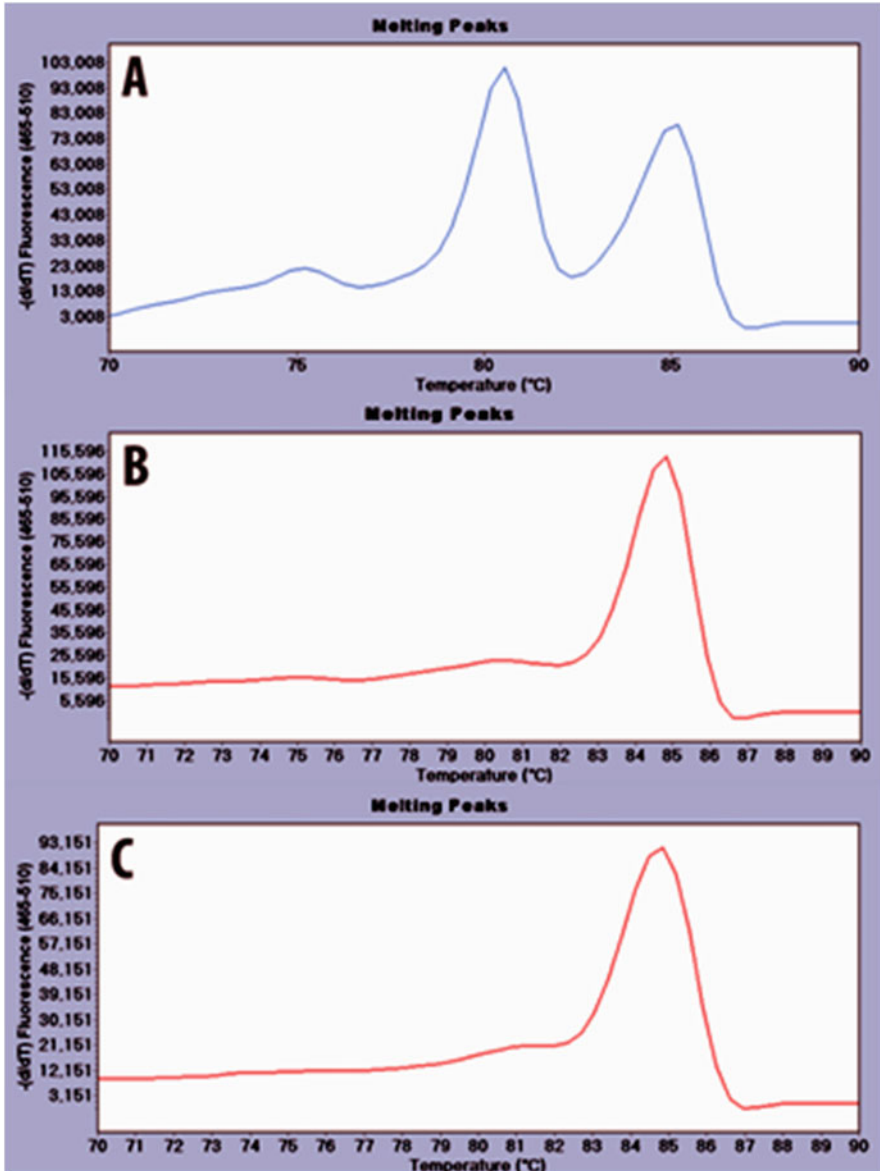 Melting Peaks
A
-(d/dT) Fluorescence (465-510)
103,008
93,008
83,008
73,008
63,008
53,008
43,008
33,008
23,008
13,008
3,008
70 75 80 85 90
Temperature (°C)
Melting Peaks
B
-(d/dT) Fluorescence (465-510)
115,596
105,596
95,596
85,596
75,596
65,596
55,596
45,596
35,596
25,596
15,596
5,596
70 71 72 73 74 75 76 77 78 79 80 81 82 83 84 85 86 87 88 89 90
Temperature (°C)
Melting Peaks
C
-(d/dT) Fluorescence (465-510)
93,151
84,151
75,151
66,151
57,151
48,151
39,151
30,151
21,151
12,151
3,151
70 71 72 73 74 75 76 77 78 79 80 81 82 83 84 85 86 87 88 89 90
Temperature (°C)